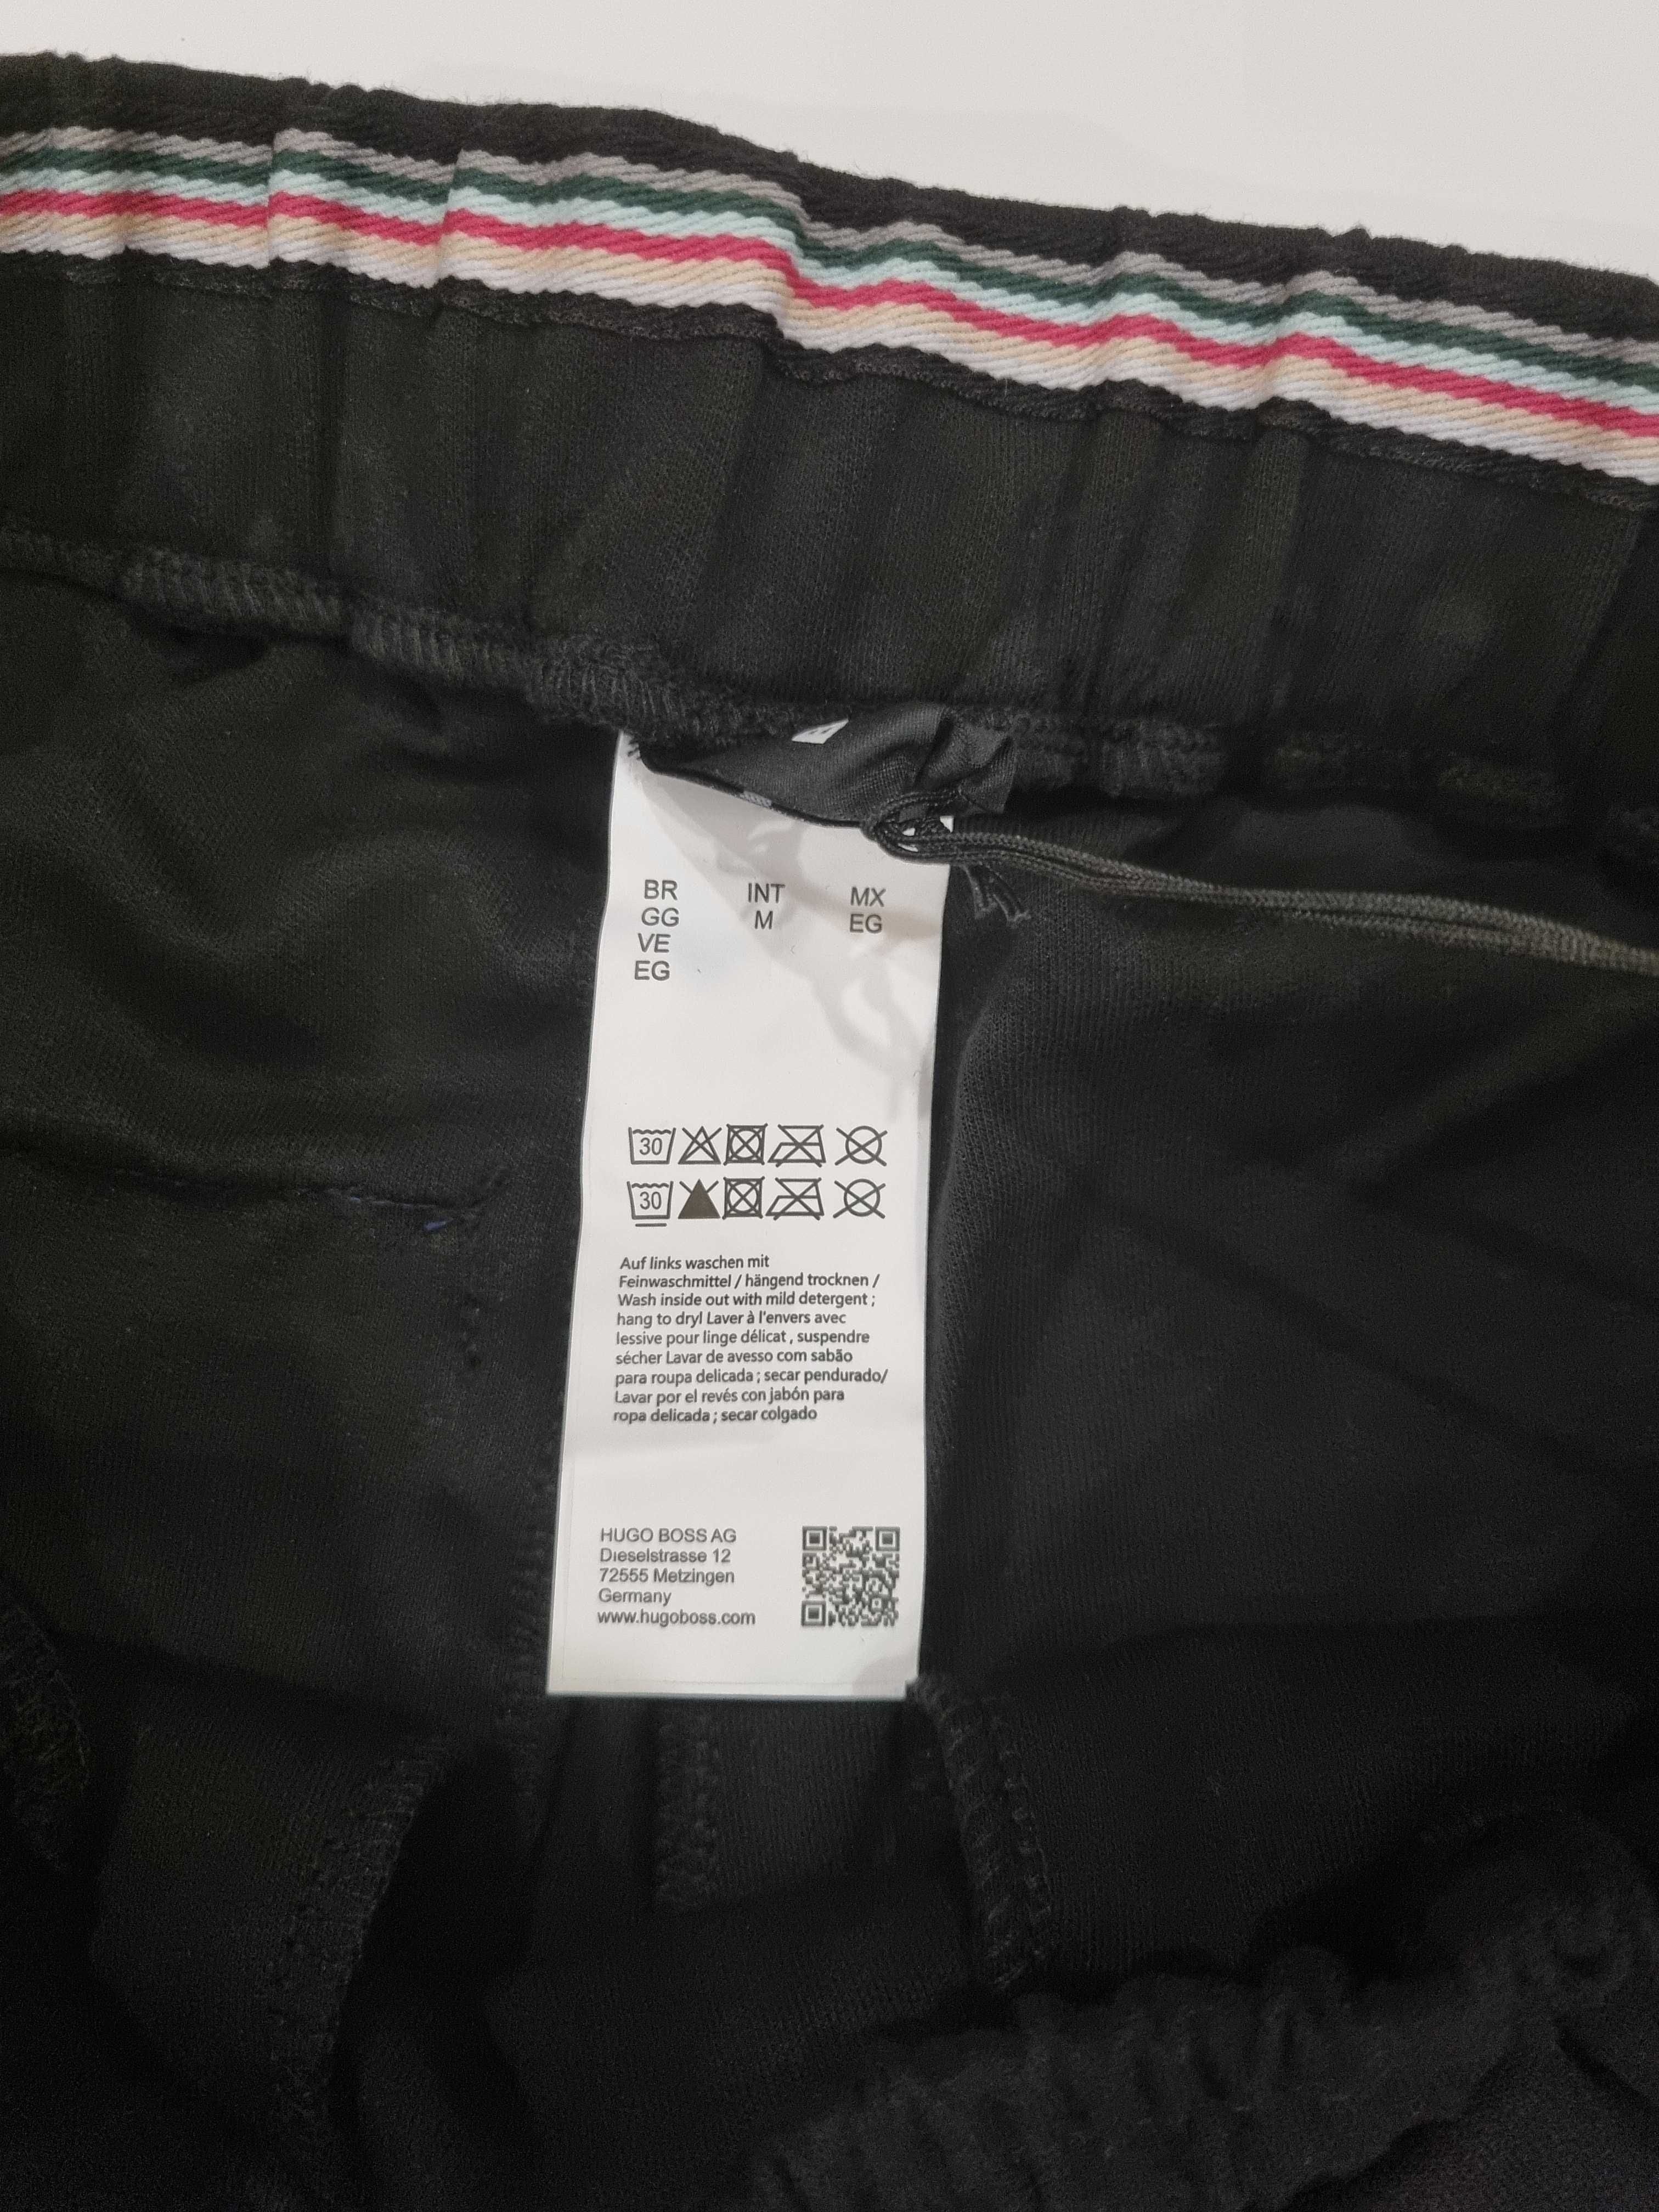 BR INT MX
GG M EG
VE
EG
30
30
Auf links waschen mit
Feinwaschmittel / hängend trocknen /
Wash inside out with mild detergent ;
hang to dryl Laver à l'envers avec
lessive pour linge délicat , suspendre
sécher Lavar de avesso com sabão
para roupa delicada ; secar pendurado/
Lavar por el revés con jabón para
ropa delicada ; secar colgado
HUGO BOSS AG
Dieselstrasse 12
72555 Metzingen
Germany
www.hugoboss.com